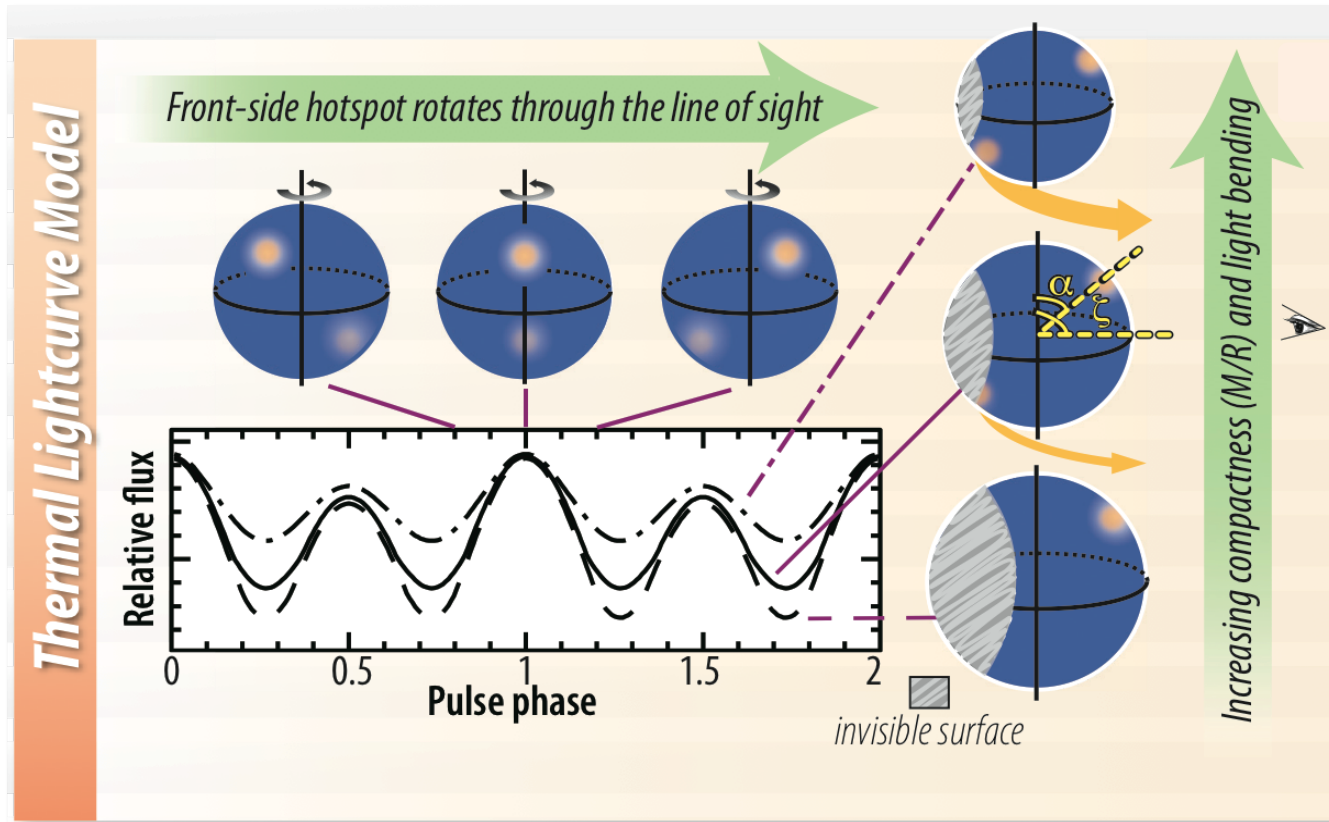 Thermal Lightcurve Model
Front-side hotspot rotates through the line of sight
Increasing compactness (M/R) and light bending
α
ζ
Relative flux
0
0.5
1
1.5
2
Pulse phase
invisible surface